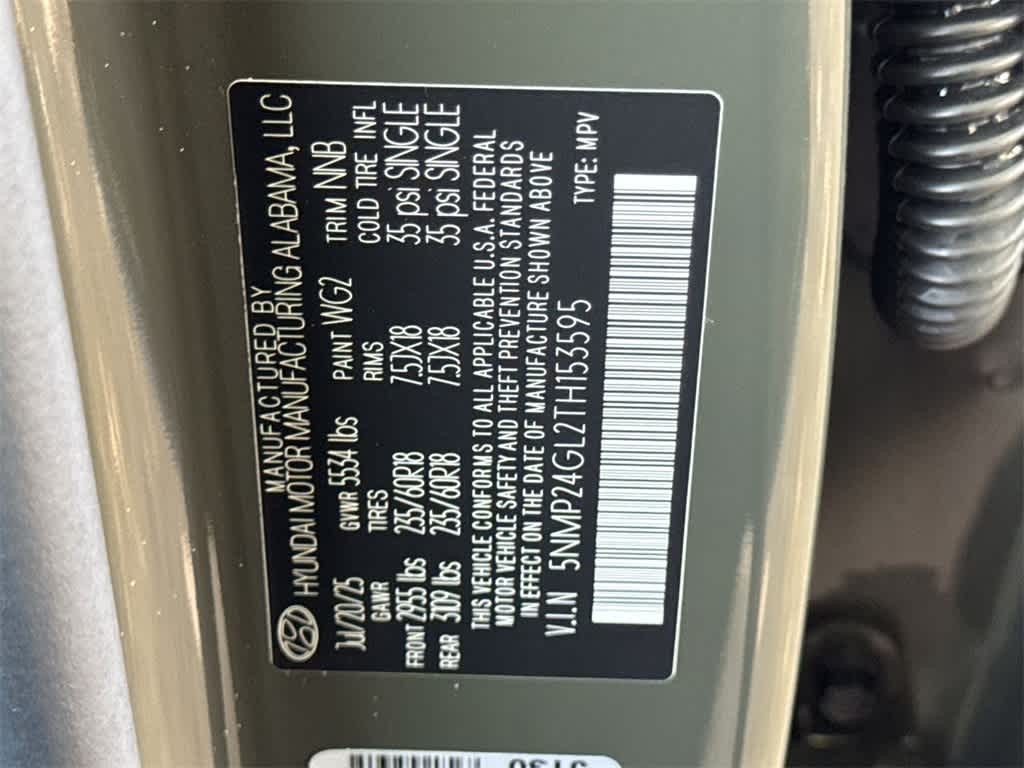 MANUFACTURED BY
HYUNDAI MOTOR MANUFACTURING ALABAMA, LLC
GVWR 5534 lbs PAINT WG2 TRIM NNB
GAWR TIRES RIMS COLD TIRE INFL
FRONT 2955 lbs 235/60R18 7.5JX18 35 psi SINGLE
REAR 3109 lbs 235/60R18 7.5JX18 35 psi SINGLE
THIS VEHICLE CONFORMS TO ALL APPLICABLE U.S.A. FEDERAL
MOTOR VEHICLE SAFETY AND THEFT PREVENTION STANDARDS
IN EFFECT ON THE DATE OF MANUFACTURE SHOWN ABOVE
V.I.N 5NMP24GL2TH153595 TYPE: MPV